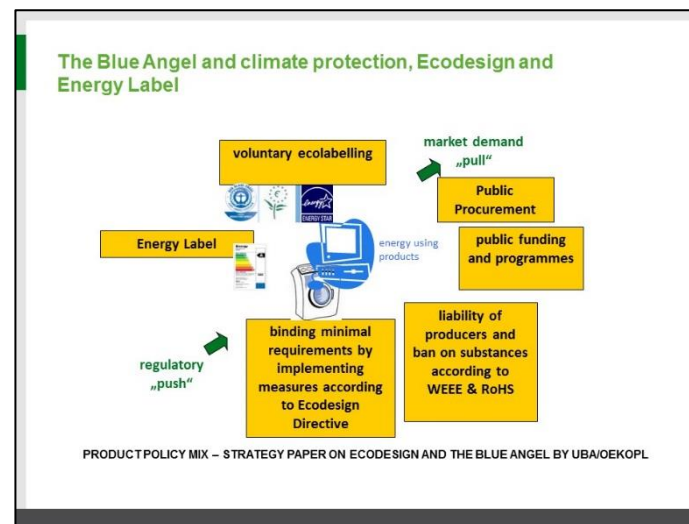 The Blue Angel and climate protection, Ecodesign and
Energy Label
voluntary ecolabelling
market demand
„pull“
Public
Procurement
ENERGY STAR
Energy Label
energy using
products
public funding
and programmes
regulatory
„push“
binding minimal
requirements by
implementing
measures according
to Ecodesign
Directive
liability of
producers and
ban on substances
according to
WEEE & RoHS
PRODUCT POLICY MIX – STRATEGY PAPER ON ECODESIGN AND THE BLUE ANGEL BY UBA/OEKOPL